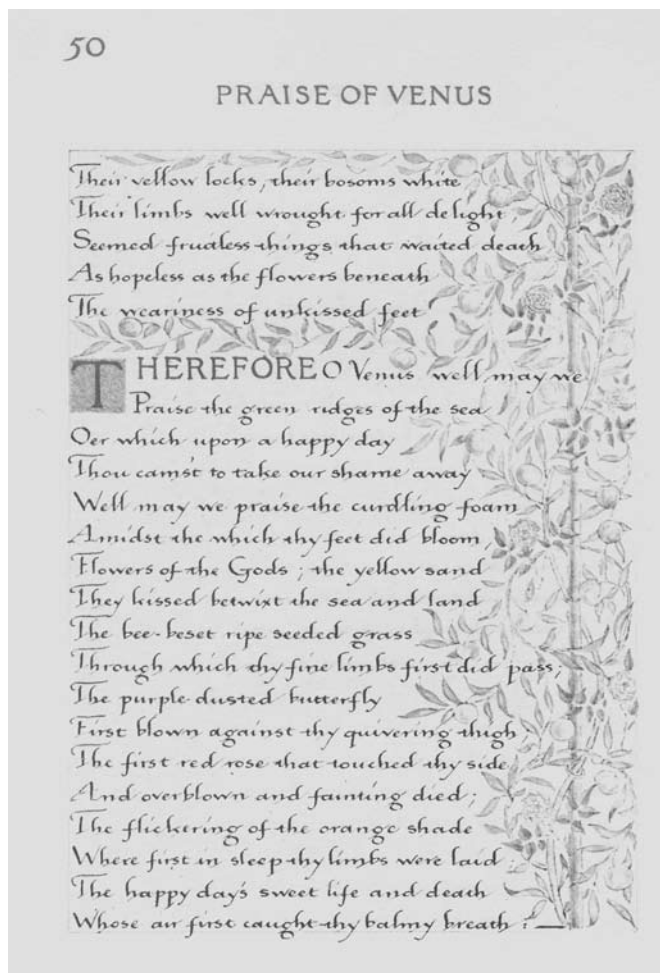 50
PRAISE OF VENUS
Their yellow locks, their bosoms white
Their limbs well wrought for all delight
Seemed frualess things that waited death
As hopeless as the flowers beneath
The weariness of unkissed feet
THEREFORE O Venus well may we
Praise the green ridges of the sea
Oer which upon a happy day
Thou cam'st to take our shame away
Well may we praise the curdling foam
Amidst the which thy feet did bloom,
Flowers of the Gods; the yellow sand
They kissed betwixt the sea and land
The bee-beset ripe seeded grass
Through which thy fine limbs first did pass;
The purple dusted butterfly
First blown against thy quivering thigh;
The first red rose that touched thy side
And overblown and fainting died;
The flickering of the orange shade
Where first in sleep thy limbs were laid;
The happy day's sweet life and death
Whose air first caught thy balmy breath:—